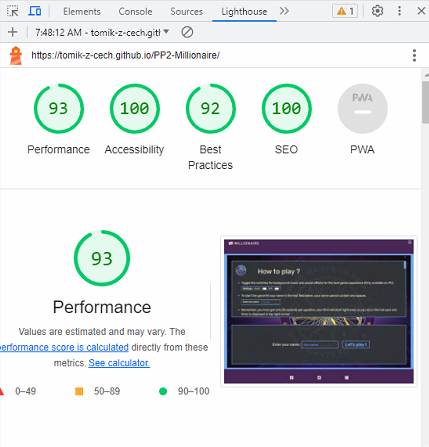 Elements Console Sources Lighthouse 1
7:48:12 AM - tomik-z-cech.gitl
https://tomik-z-cech.github.io/PP2-Millionaire/
93 100 92 100 PWA
Performance Accessibility Best Practices SEO PWA
93
Performance
Values are estimated and may vary. The
performance score is calculated directly from these
metrics. See calculator.
0–49 50–89 90–100
MILLIONAIRE
How to play ?
Enter your name
Let's play !